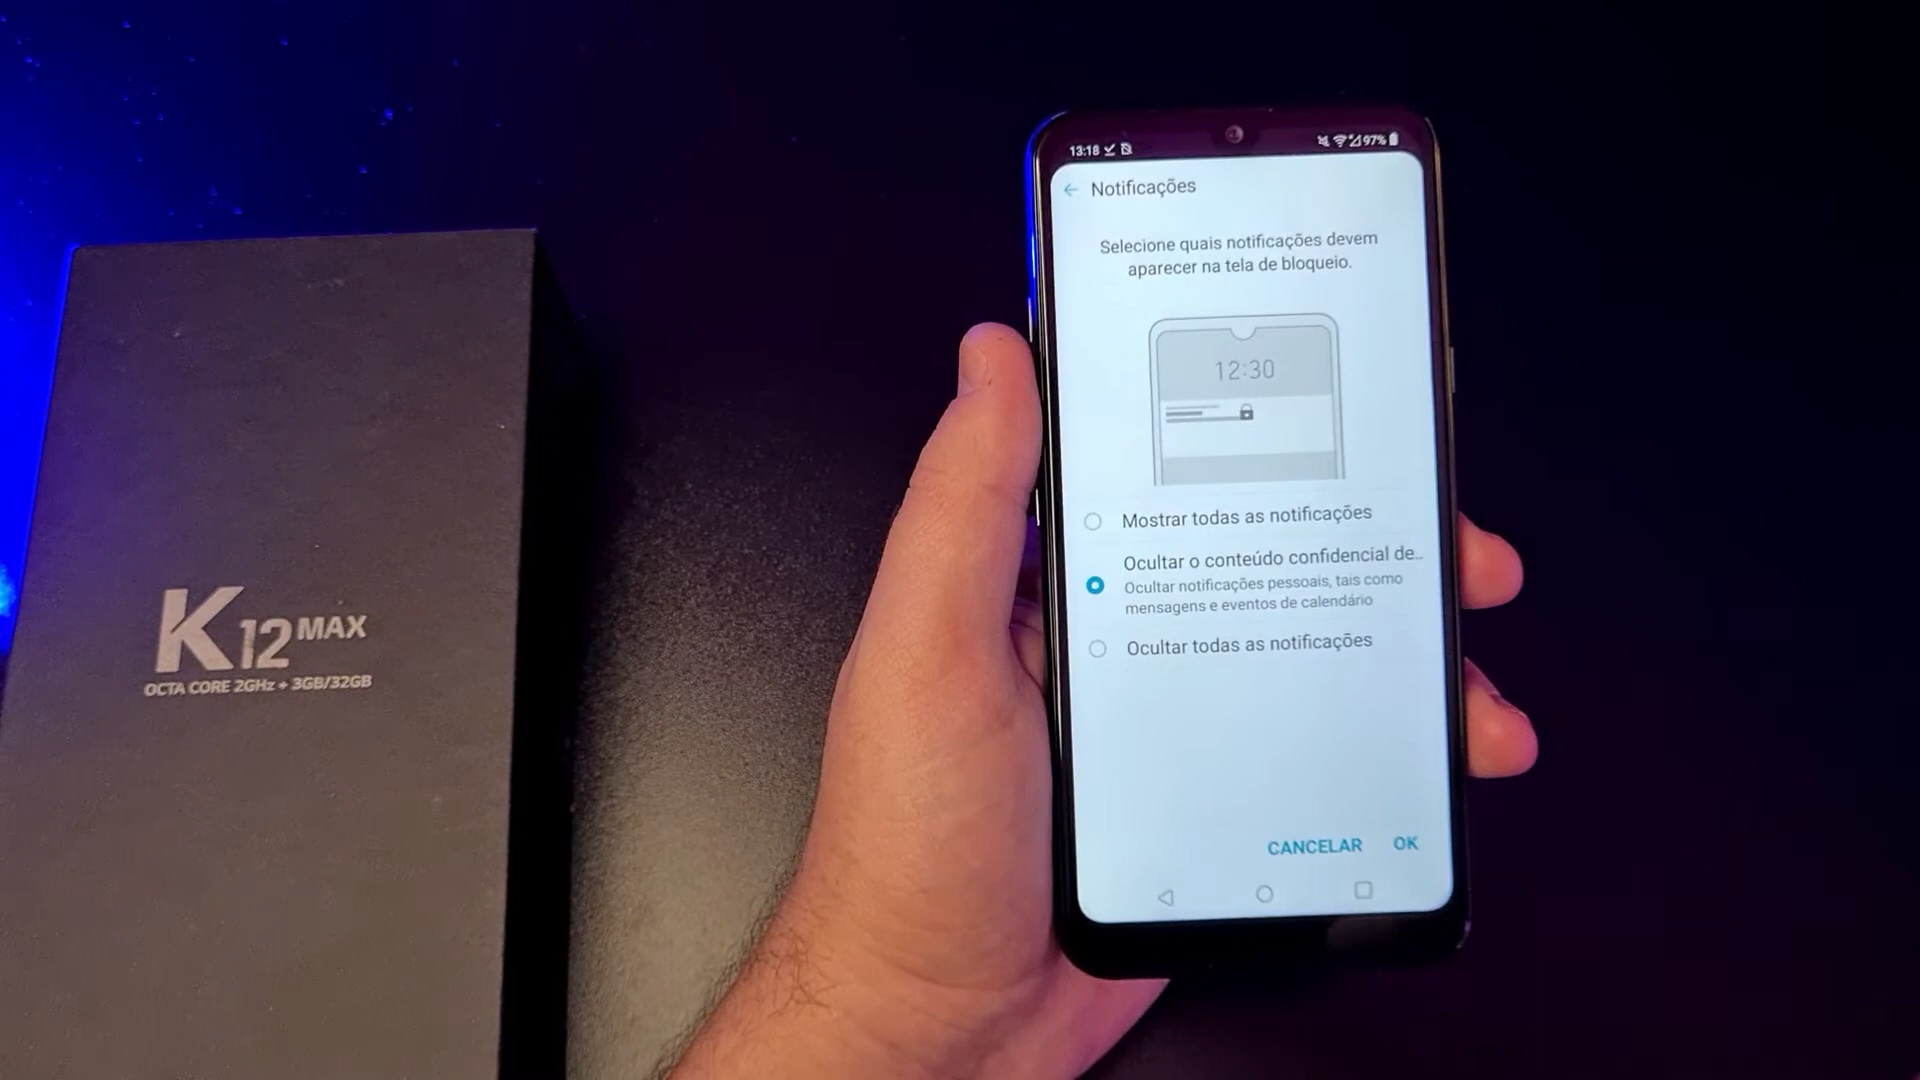 K12 MAX
OCTA CORE 2GHz + 3GB/32GB
13:18
97%
Notificações
Selecione quais notificações devem
aparecer na tela de bloqueio.
12:30
Mostrar todas as notificações
Ocultar o conteúdo confidencial de...
Ocultar notificações pessoais, tais como
mensagens e eventos de calendário
Ocultar todas as notificações
CANCELAR
OK